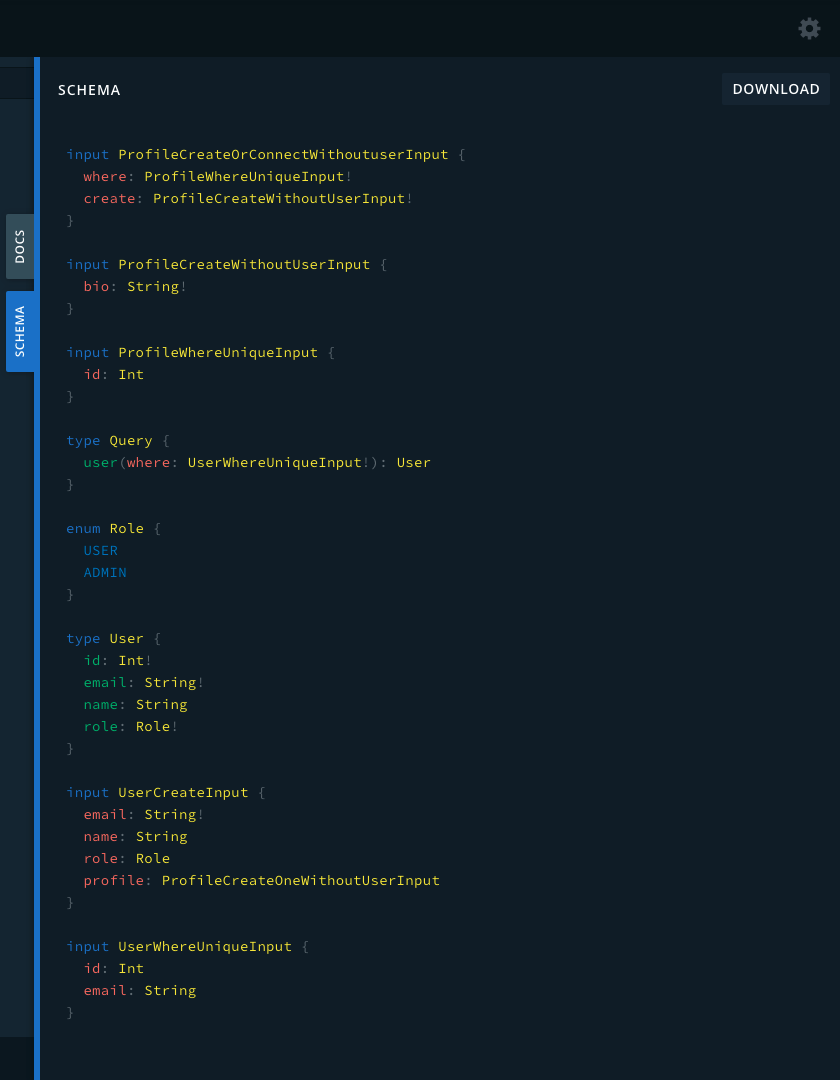 SCHEMA
DOWNLOAD
DOCS
SCHEMA
input ProfileCreateOrConnectWithoutuserInput {
  where: ProfileWhereUniqueInput!
  create: ProfileCreateWithoutUserInput!
}
input ProfileCreateWithoutUserInput {
  bio: String!
}
input ProfileWhereUniqueInput {
  id: Int
}
type Query {
  user(where: UserWhereUniqueInput!): User
}
enum Role {
  USER
  ADMIN
}
type User {
  id: Int!
  email: String!
  name: String
  role: Role!
}
input UserCreateInput {
  email: String!
  name: String
  role: Role
  profile: ProfileCreateOneWithoutUserInput
}
input UserWhereUniqueInput {
  id: Int
  email: String
}